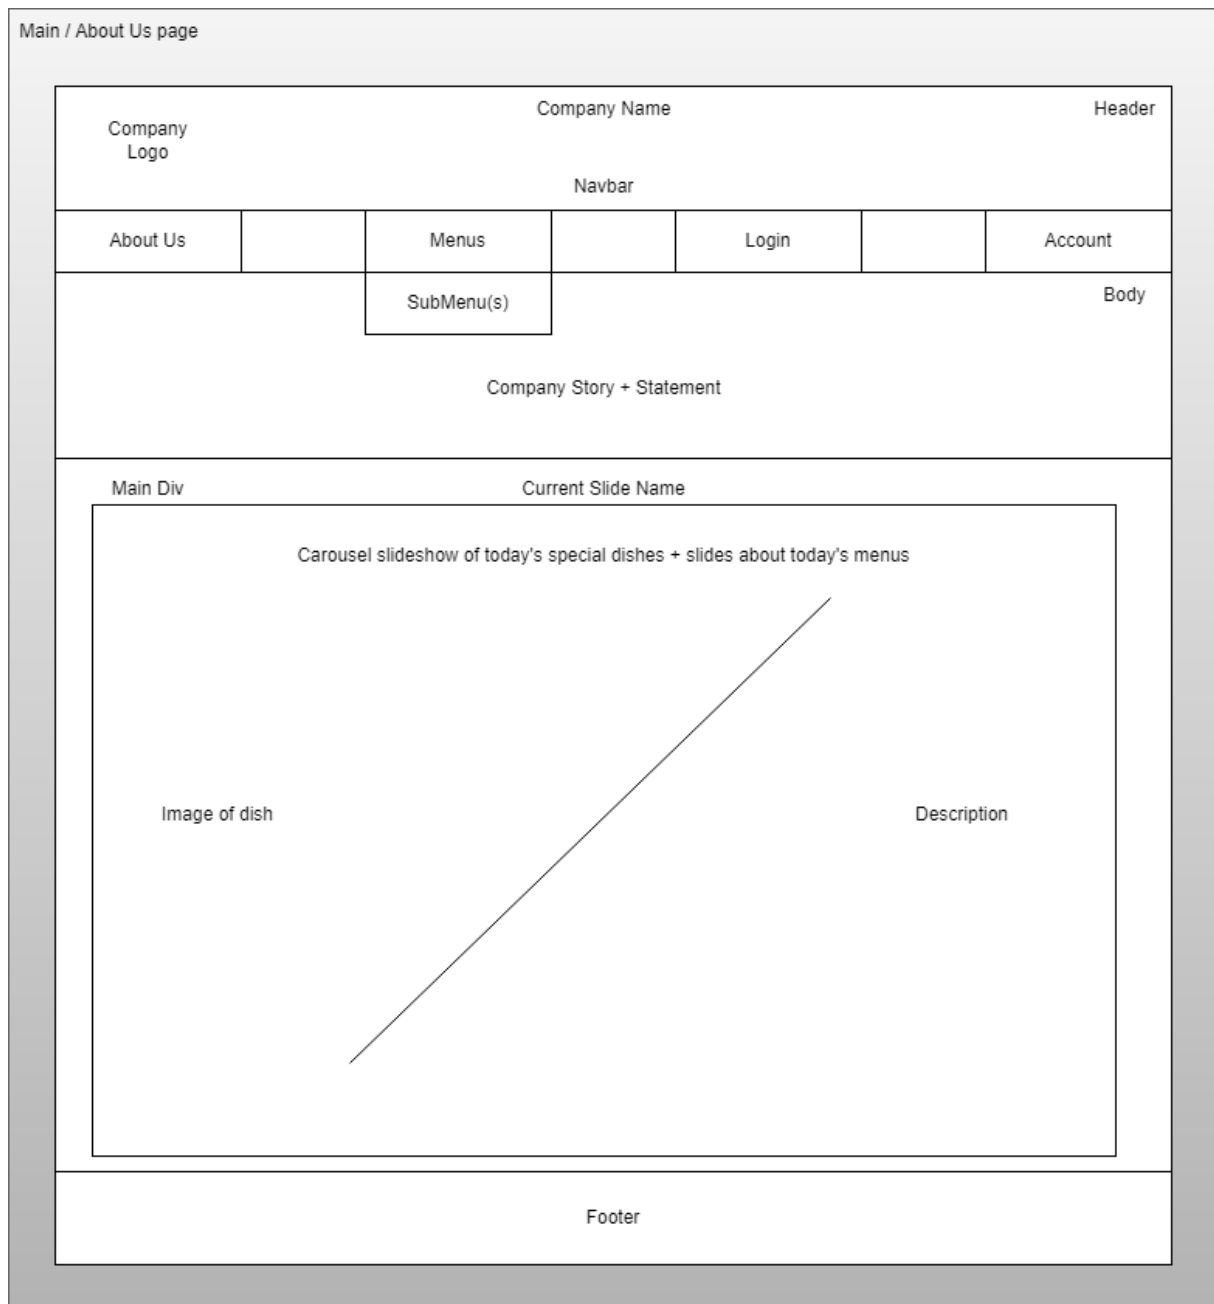 Main / About Us page
Company Name
Header
Company
Logo
Navbar
About Us
Menus
Login
Account
SubMenu(s)
Body
Company Story + Statement
Main Div
Current Slide Name
Carousel slideshow of today's special dishes + slides about today's menus
Image of dish
Description
Footer